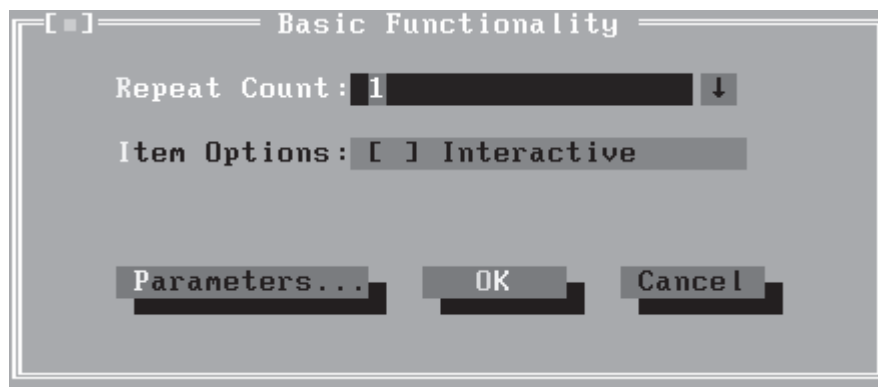 [■] Basic Functionality
Repeat Count: 1 ↓
Item Options: [ ] Interactive
Parameters... OK Cancel